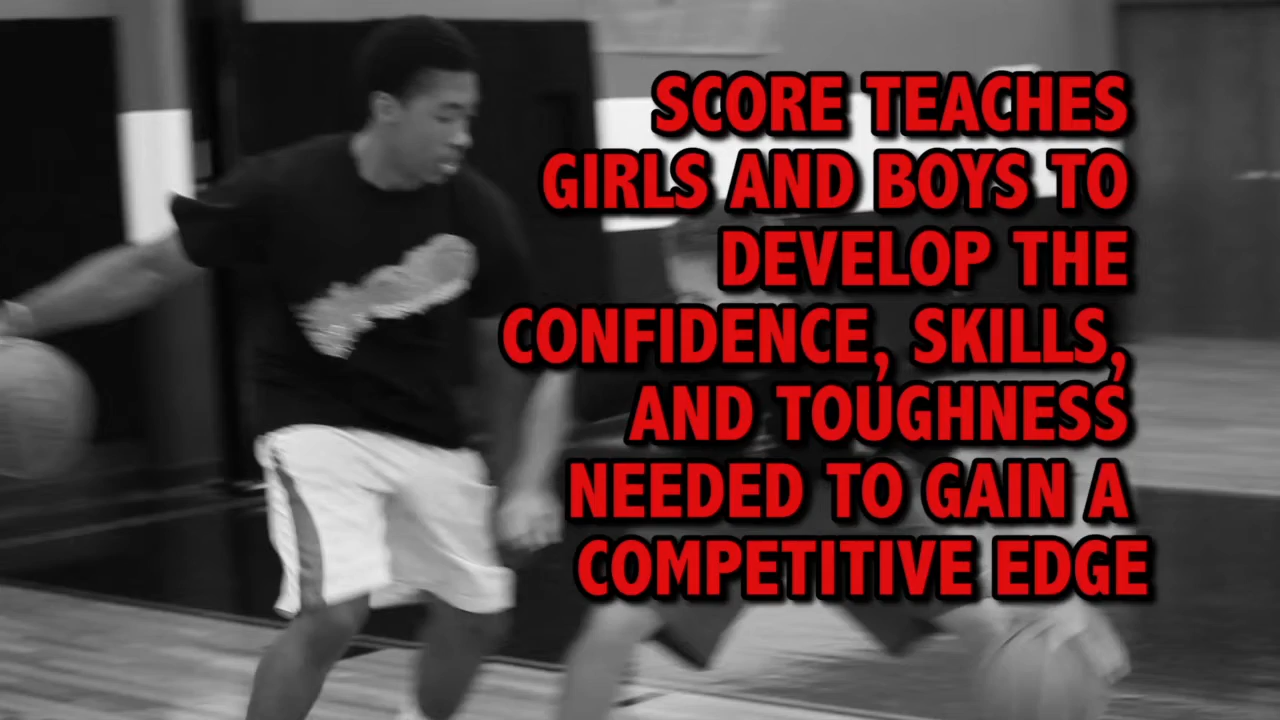 SCORE TEACHES
GIRLS AND BOYS TO
DEVELOP THE
CONFIDENCE, SKILLS,
AND TOUGHNESS
NEEDED TO GAIN A
COMPETITIVE EDGE